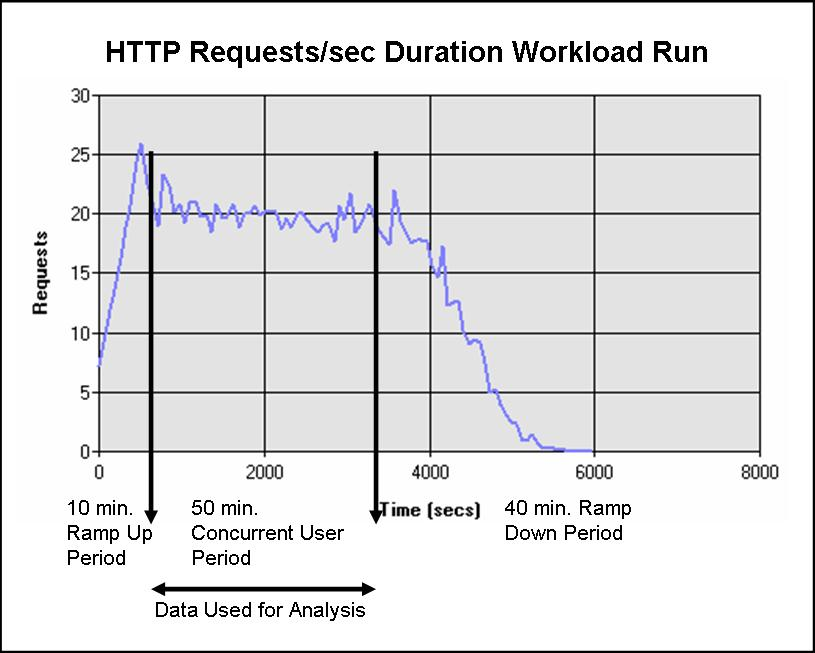 HTTP Requests/sec Duration Workload Run
30
25
20
15
10
5
0
Requests
0 2000 4000 6000 8000
Time (secs)
10 min.
Ramp Up
Period
50 min.
Concurrent User
Period
40 min. Ramp
Down Period
Data Used for Analysis